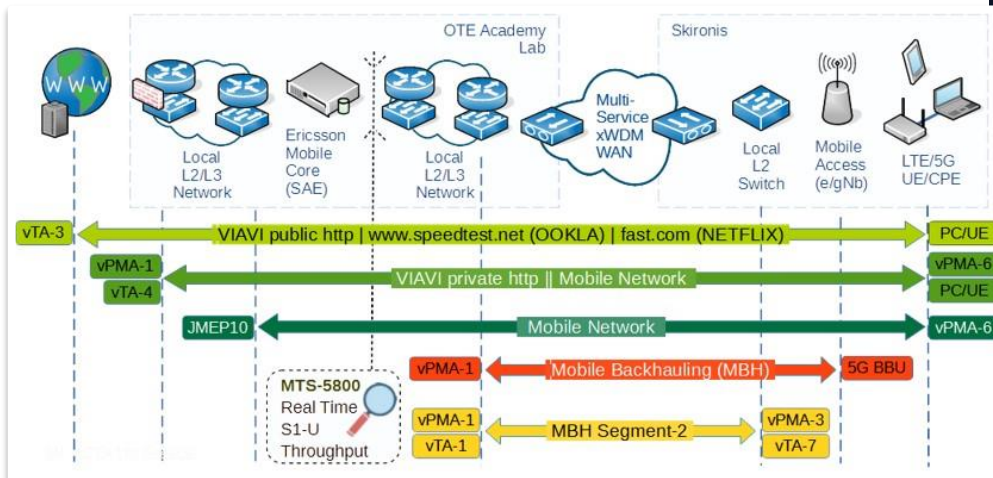 OTE Academy
Lab
Skironis
WWW
Local
L2/L3
Network
Ericsson
Mobile
Core
(SAE)
Local
L2/L3
Network
Multi-
Service
xWDM
WAN
Local
L2
Switch
Mobile
Access
(e/gNb)
LTE/5G
UE/CPE
vTA-3
VIAVI public http | www.speedtest.net (OOKLA) | fast.com (NETFLIX)
PC/UE
vPMA-1
vTA-4
VIAVI private http || Mobile Network
vPMA-6
PC/UE
JMEP10
Mobile Network
vPMA-6
vPMA-1
Mobile Backhauling (MBH)
5G BBU
MTS-5800
Real Time
S1-U
Throughput
vPMA-1
vTA-1
MBH Segment-2
vPMA-3
vTA-7